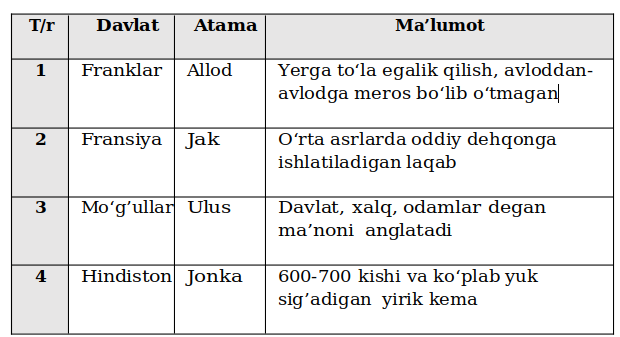 T/r Davlat Atama Ma’lumot
1 Franklar Allod Yerga to‘la egalik qilish, avloddan-
avlodga meros bo‘lib o‘tmagan
2 Fransiya Jak O‘rta asrlarda oddiy dehqonga
ishlatiladigan laqab
3 Mo‘g’ullar Ulus Davlat, xalq, odamlar degan
ma’noni anglatadi
4 Hindiston Jonka 600-700 kishi va ko‘plab yuk
sig’adigan yirik kema